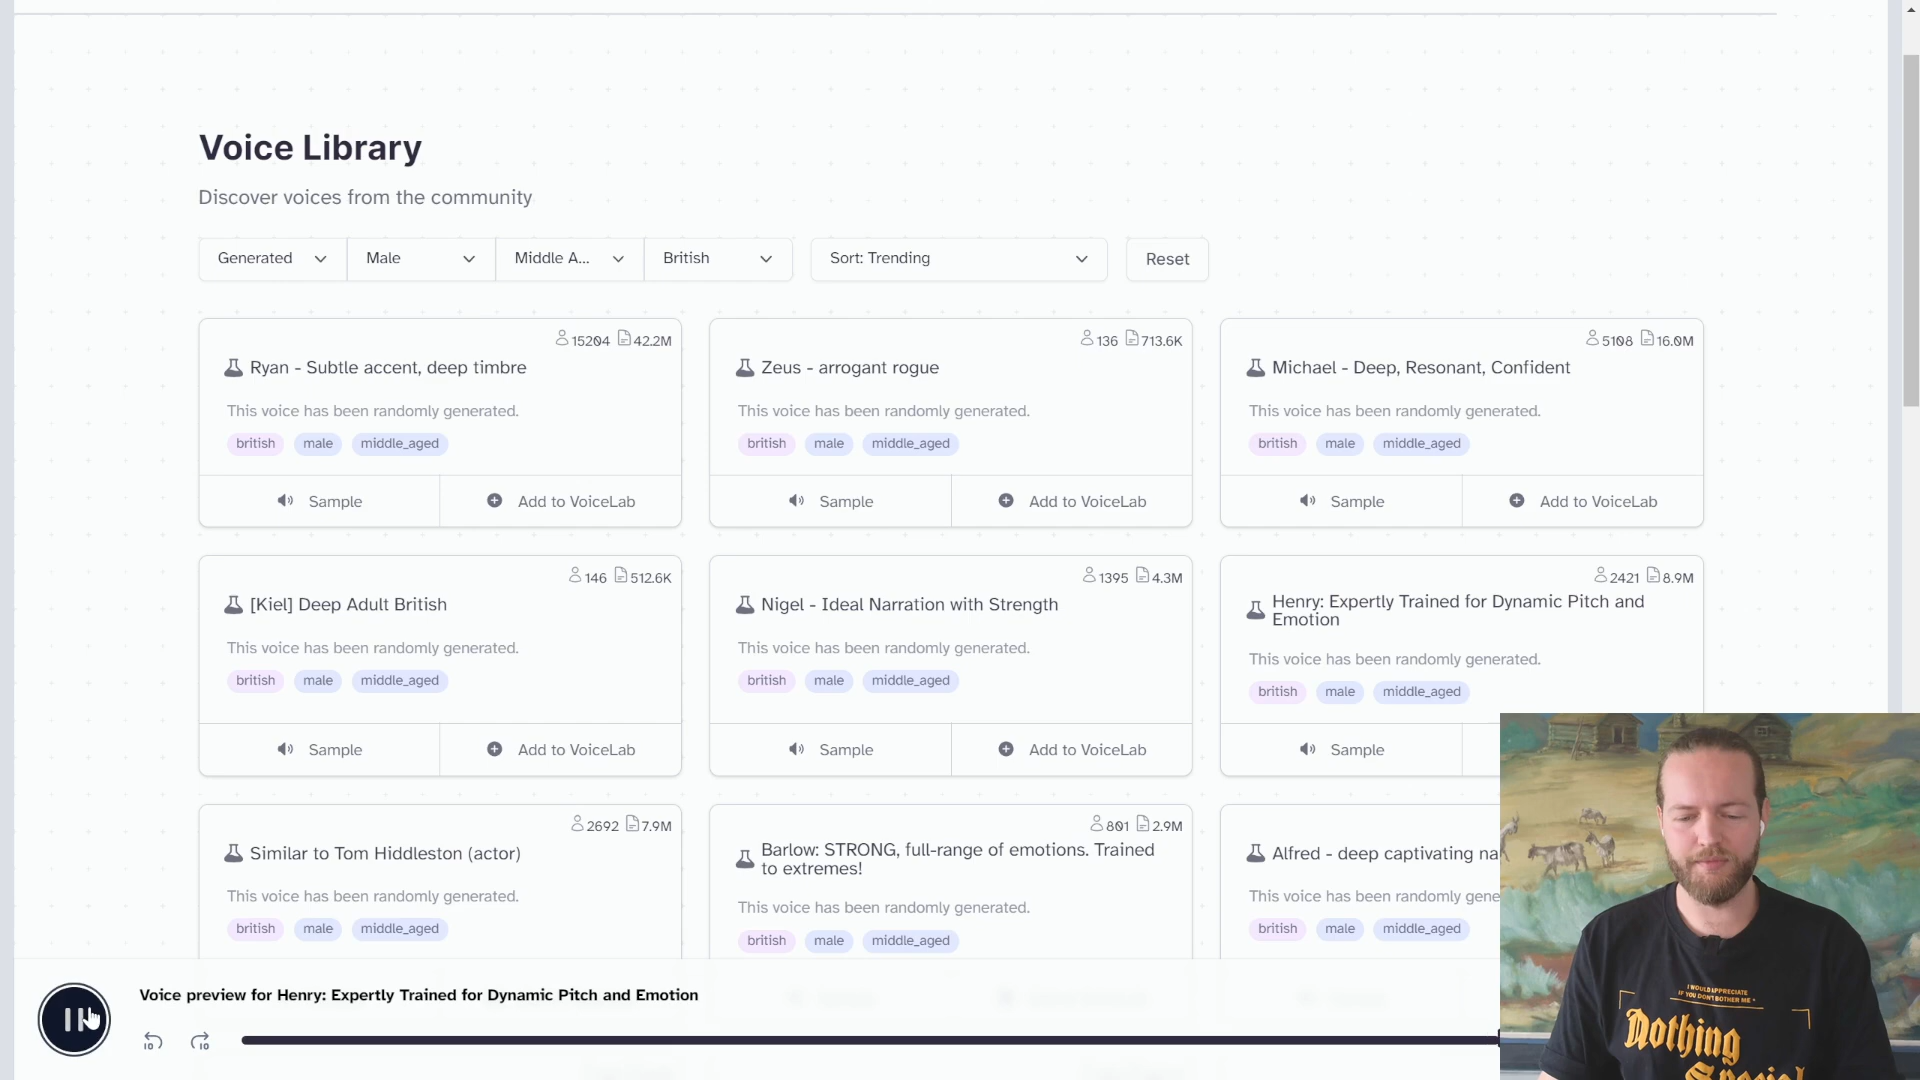 Voice Library
Discover voices from the community
Generated
Male
Middle A...
British
Sort: Trending
Reset
15204 42.2M
Ryan - Subtle accent, deep timbre
This voice has been randomly generated.
british male middle_aged
Sample Add to VoiceLab
136 713.6K
Zeus - arrogant rogue
This voice has been randomly generated.
british male middle_aged
Sample Add to VoiceLab
5108 16.0M
Michael - Deep, Resonant, Confident
This voice has been randomly generated.
british male middle_aged
Sample Add to VoiceLab
146 512.6K
[Kiel] Deep Adult British
This voice has been randomly generated.
british male middle_aged
Sample Add to VoiceLab
1395 4.3M
Nigel - Ideal Narration with Strength
This voice has been randomly generated.
british male middle_aged
Sample Add to VoiceLab
2421 8.9M
Henry: Expertly Trained for Dynamic Pitch and
Emotion
This voice has been randomly generated.
british male middle_aged
Sample
2692 7.9M
Similar to Tom Hiddleston (actor)
This voice has been randomly generated.
british male middle_aged
801 2.9M
Barlow: STRONG, full-range of emotions. Trained
to extremes!
This voice has been randomly generated.
british male middle_aged
Alfred - deep captivating na
This voice has been randomly gene
british male middle_aged
Voice preview for Henry: Expertly Trained for Dynamic Pitch and Emotion
10 10
I WOULD APPRECIATE
IF YOU DON'T BOTHER ME
Nothing
Special